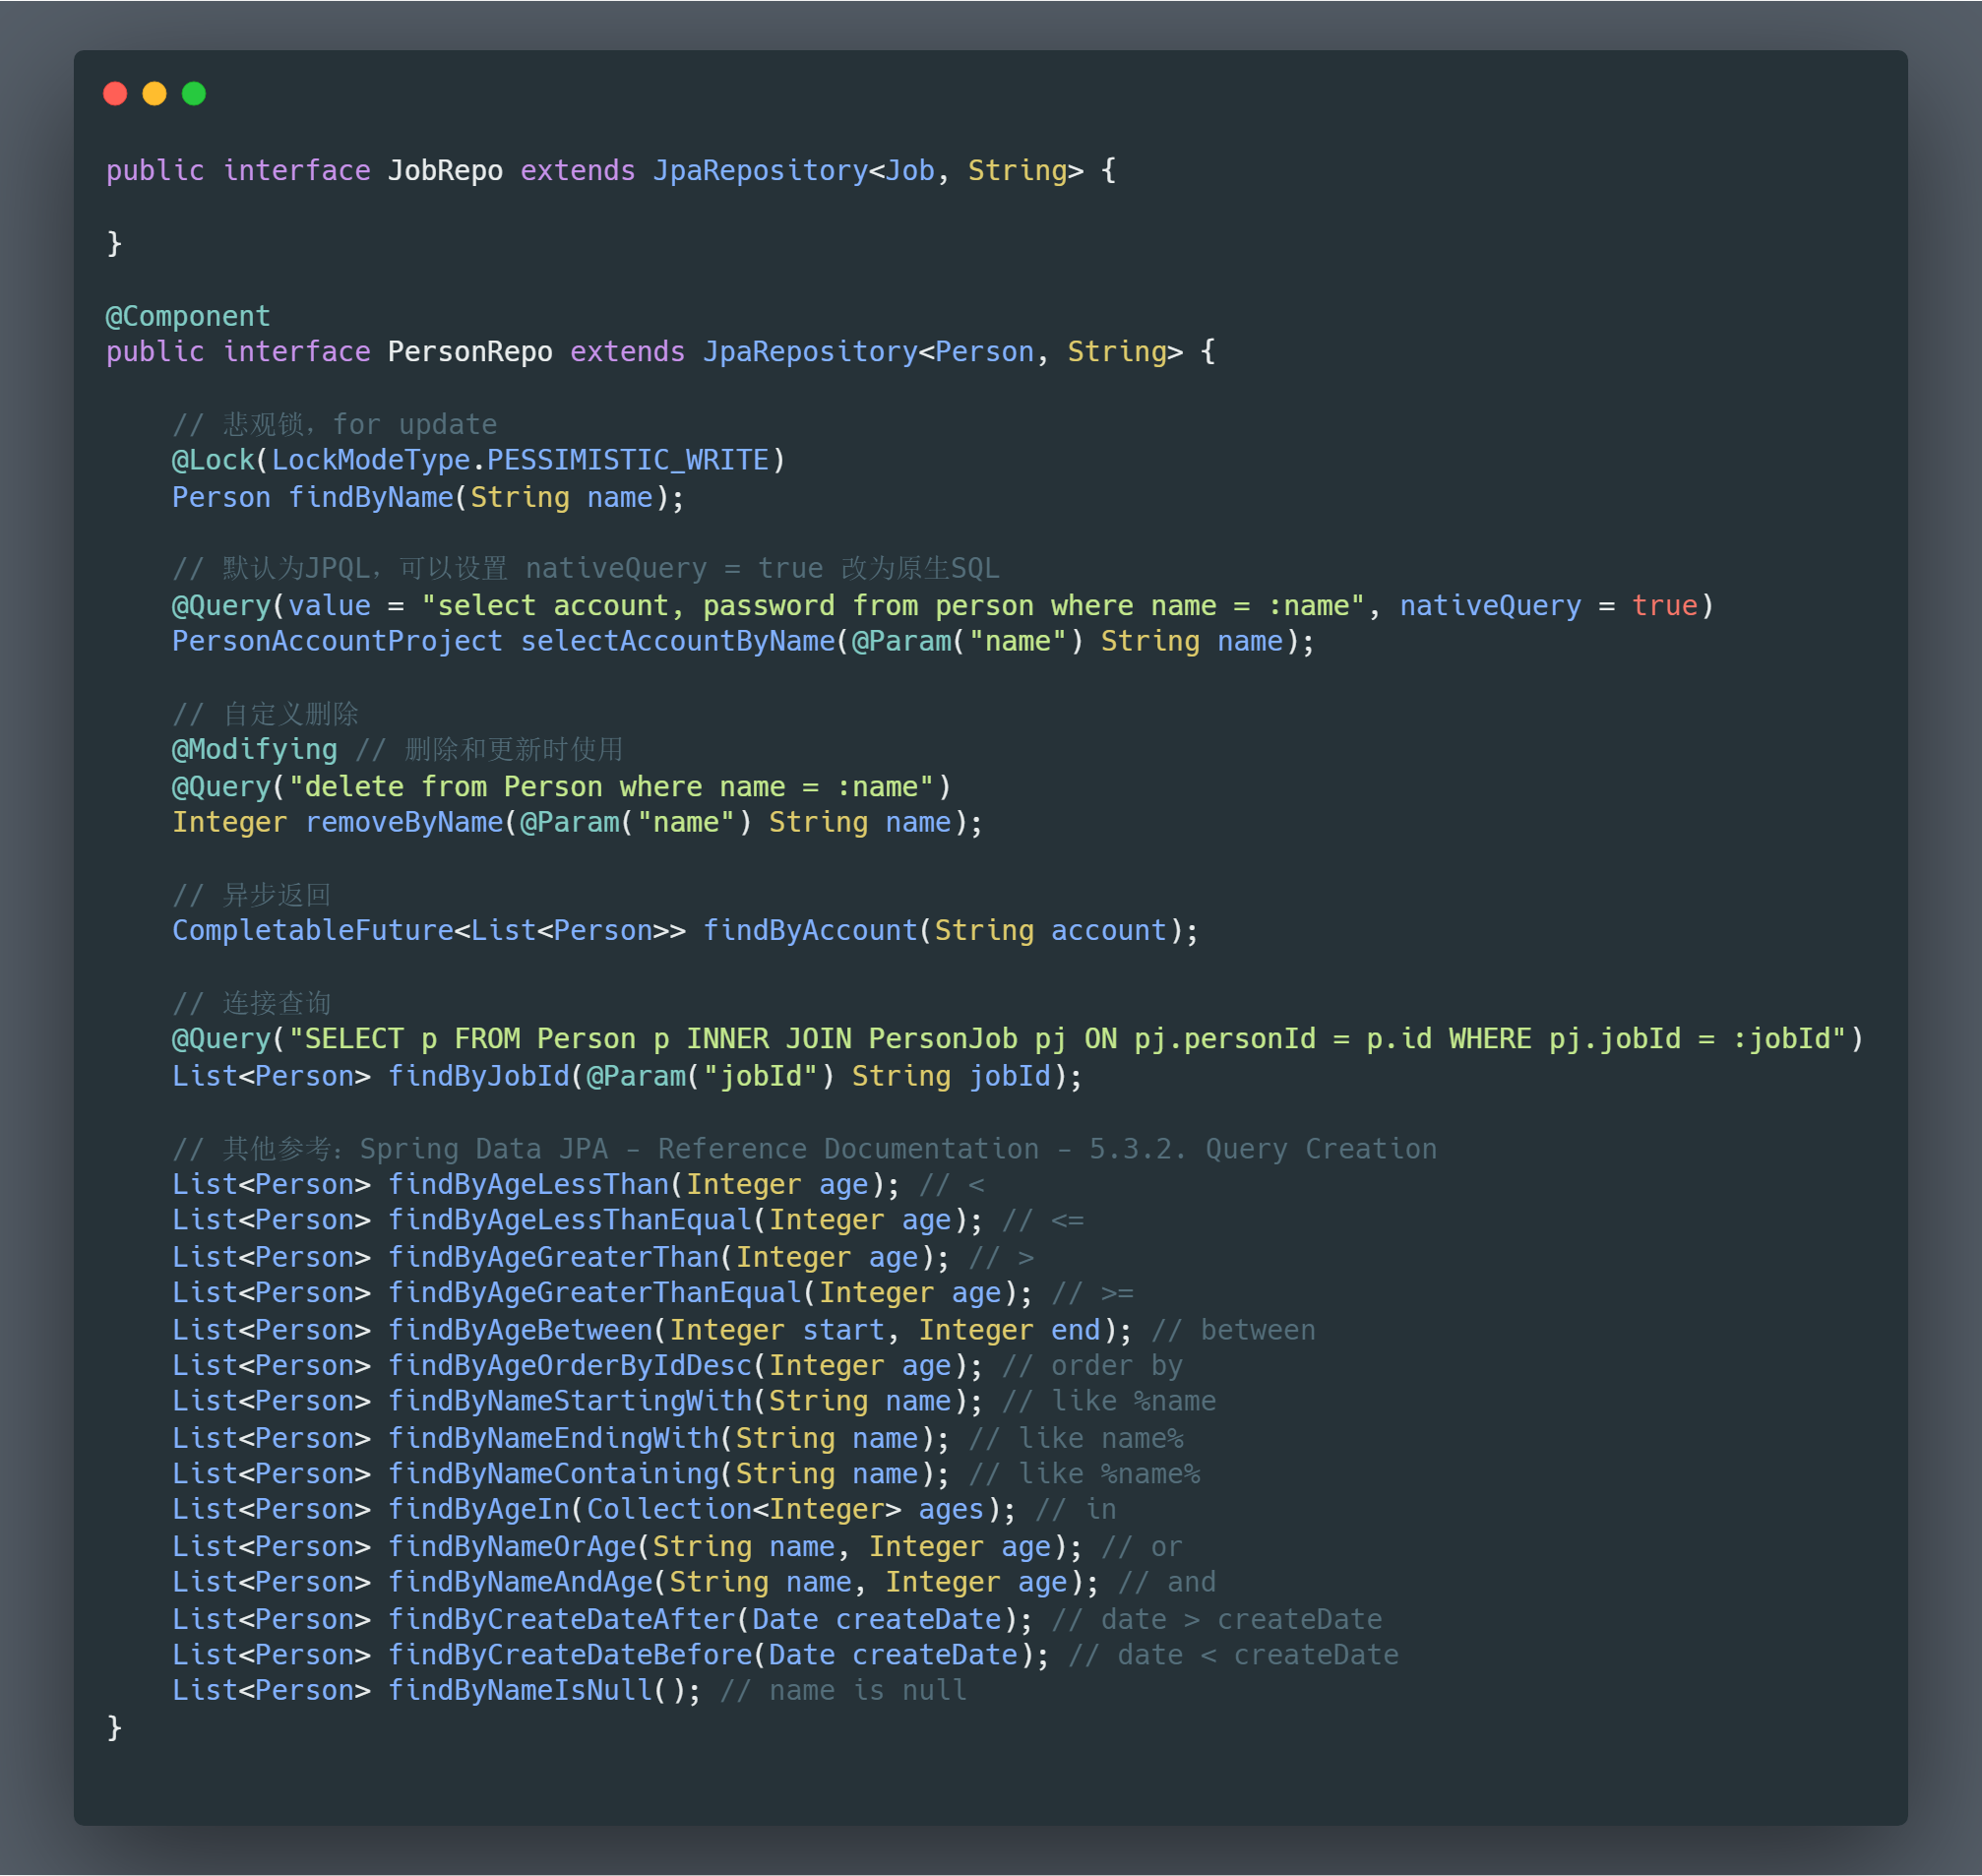 public interface JobRepo extends JpaRepository<Job, String> {

}

@Component
public interface PersonRepo extends JpaRepository<Person, String> {

    // 悲观锁，for update
    @Lock(LockModeType.PESSIMISTIC_WRITE)
    Person findByName(String name);

    // 默认为JPQL，可以设置 nativeQuery = true 改为原生SQL
    @Query(value = "select account, password from person where name = :name", nativeQuery = true)
    PersonAccountProject selectAccountByName(@Param("name") String name);

    // 自定义删除
    @Modifying // 删除和更新时使用
    @Query("delete from Person where name = :name")
    Integer removeByName(@Param("name") String name);

    // 异步返回
    CompletableFuture<List<Person>> findByAccount(String account);

    // 连接查询
    @Query("SELECT p FROM Person p INNER JOIN PersonJob pj ON pj.personId = p.id WHERE pj.jobId = :jobId")
    List<Person> findByJobId(@Param("jobId") String jobId);

    // 其他参考：Spring Data JPA - Reference Documentation - 5.3.2. Query Creation
    List<Person> findByAgeLessThan(Integer age); // <
    List<Person> findByAgeLessThanEqual(Integer age); // <=
    List<Person> findByAgeGreaterThan(Integer age); // >
    List<Person> findByAgeGreaterThanEqual(Integer age); // >=
    List<Person> findByAgeBetween(Integer start, Integer end); // between
    List<Person> findByAgeOrderByIdDesc(Integer age); // order by
    List<Person> findByNameStartingWith(String name); // like %name
    List<Person> findByNameEndingWith(String name); // like name%
    List<Person> findByNameContaining(String name); // like %name%
    List<Person> findByAgeIn(Collection<Integer> ages); // in
    List<Person> findByNameOrAge(String name, Integer age); // or
    List<Person> findByNameAndAge(String name, Integer age); // and
    List<Person> findByCreateDateAfter(Date createDate); // date > createDate
    List<Person> findByCreateDateBefore(Date createDate); // date < createDate
    List<Person> findByNameIsNull(); // name is null
}